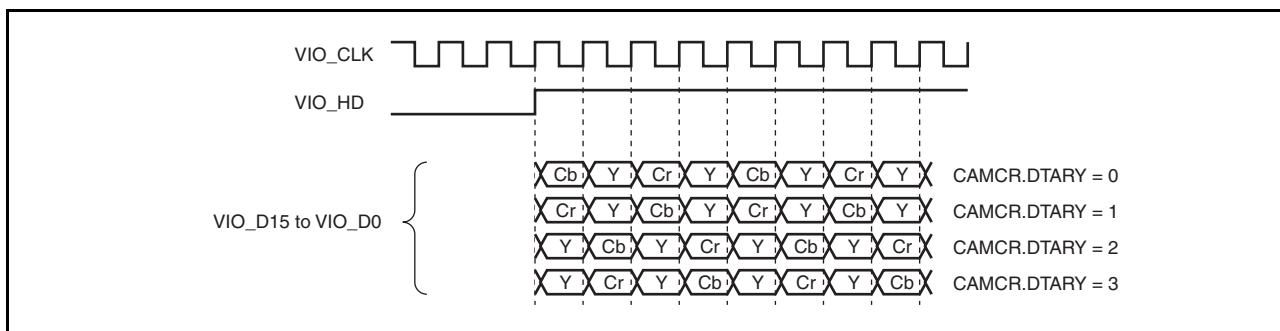 VIO_CLK
VIO_HD
VIO_D15 to VIO_D0
Cb Y Cr Y Cb Y Cr Y CAMCR.DTARY = 0
Cr Y Cb Y Cr Y Cb Y CAMCR.DTARY = 1
Y Cb Y Cr Y Cb Y Cr CAMCR.DTARY = 2
Y Cr Y Cb Y Cr Y Cb CAMCR.DTARY = 3